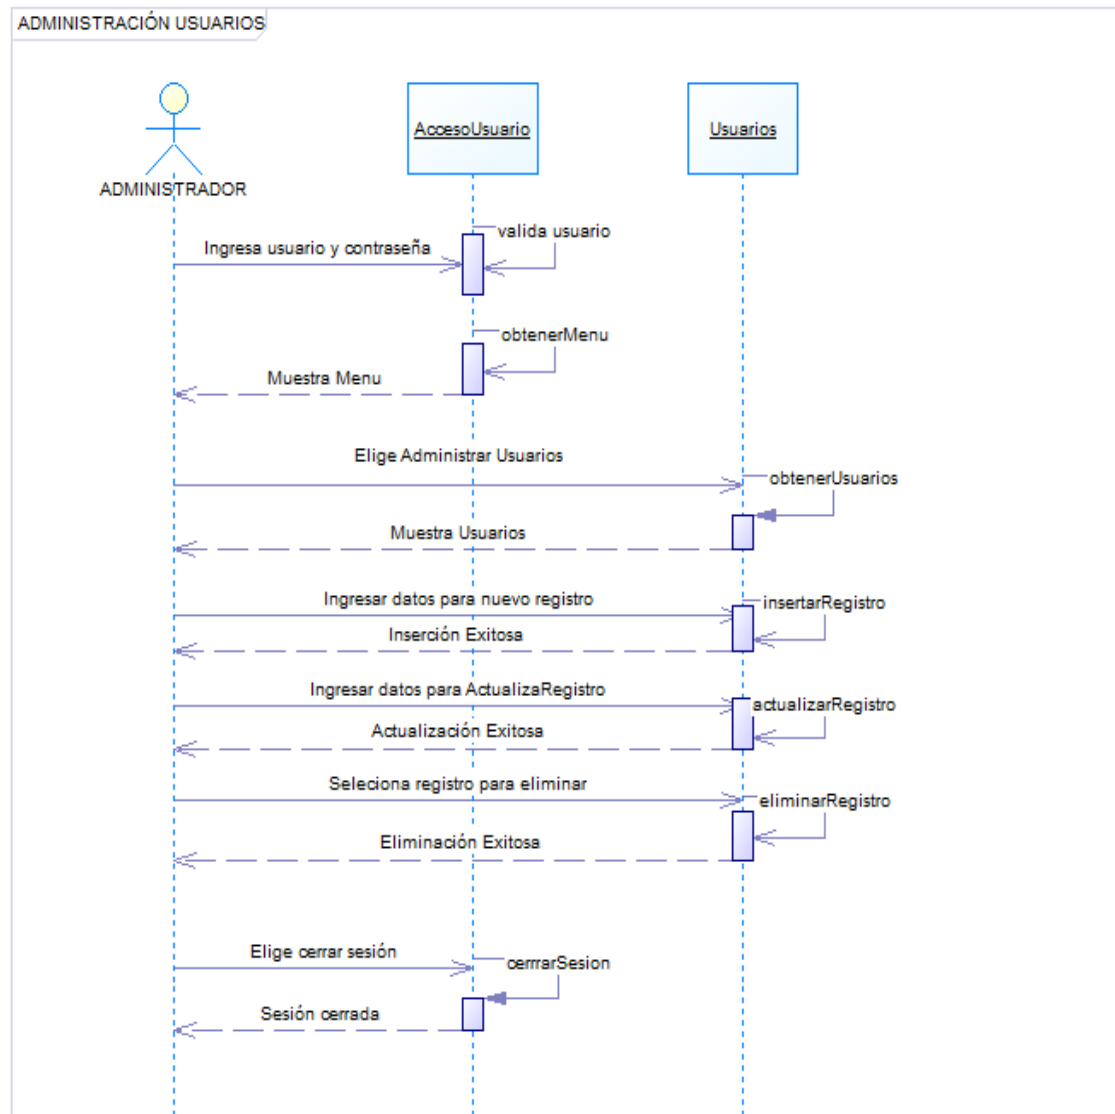 ADMINISTRACIÓN USUARIOS
AccesoUsuario
Usuarios
ADMINISTRADOR
valida usuario
Ingresa usuario y contraseña
obtenerMenu
Muestra Menu
Elige Administrar Usuarios
obtenerUsuarios
Muestra Usuarios
Ingresar datos para nuevo registro
insertarRegistro
Inserción Exitosa
Ingresar datos para ActualizaRegistro
actualizarRegistro
Actualización Exitosa
Seleciona registro para eliminar
eliminarRegistro
Eliminación Exitosa
Elige cerrar sesión
cerrrarSesion
Sesión cerrada